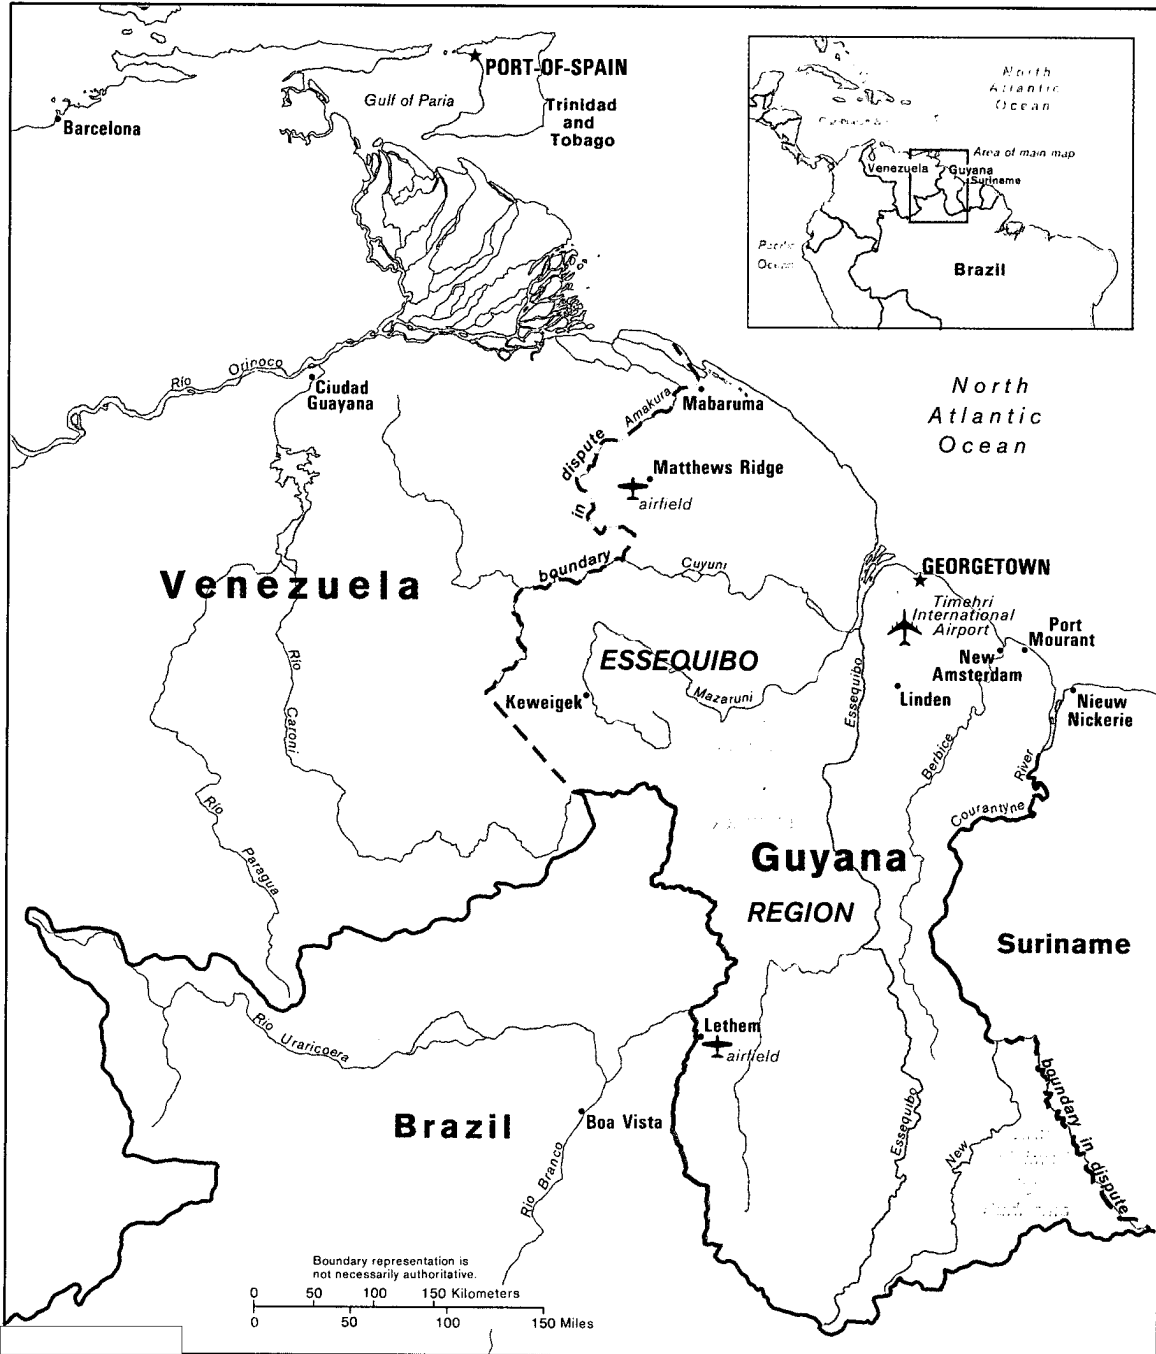 PORT-OF-SPAIN
Gulf of Paria
Trinidad
and
Tobago
Barcelona
North
Atlantic
Ocean
Area of main map
Venezuela
Guyana
Suriname
Pacific
Ocean
Brazil
Río Orinoco
Ciudad
Guayana
Amakura
Mabaruma
North
Atlantic
Ocean
boundary in dispute
Matthews Ridge
airfield
Cuyuni
GEORGETOWN
Timehri
International
Airport
Port
Mourant
Venezuela
ESSEQUIBO
New
Amsterdam
Keweigek
Mazaruni
Essequibo
Linden
Nieuw
Nickerie
Río Caroní
Berbice
Courantyne River
Río Paragua
Guyana
REGION
Suriname
Lethem
airfield
Rio Uraricoera
Brazil
Boa Vista
Rio Branco
Essequibo
New
boundary in dispute
Boundary representation is
not necessarily authoritative.
0 50 100 150 Kilometers
0 50 100 150 Miles